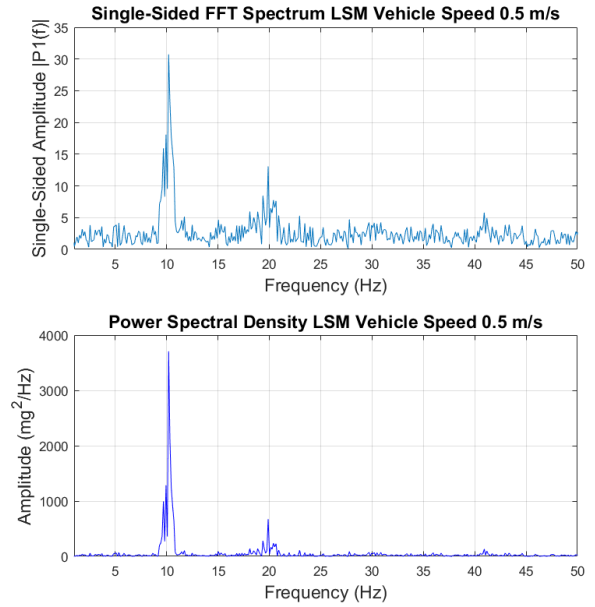 Single-Sided FFT Spectrum LSM Vehicle Speed 0.5 m/s
Single-Sided Amplitude |P1(f)|
35
30
25
20
15
10
5
0
5 10 15 20 25 30 35 40 45 50
Frequency (Hz)
Power Spectral Density LSM Vehicle Speed 0.5 m/s
Amplitude (mg²/Hz)
4000
3000
2000
1000
0
5 10 15 20 25 30 35 40 45 50
Frequency (Hz)